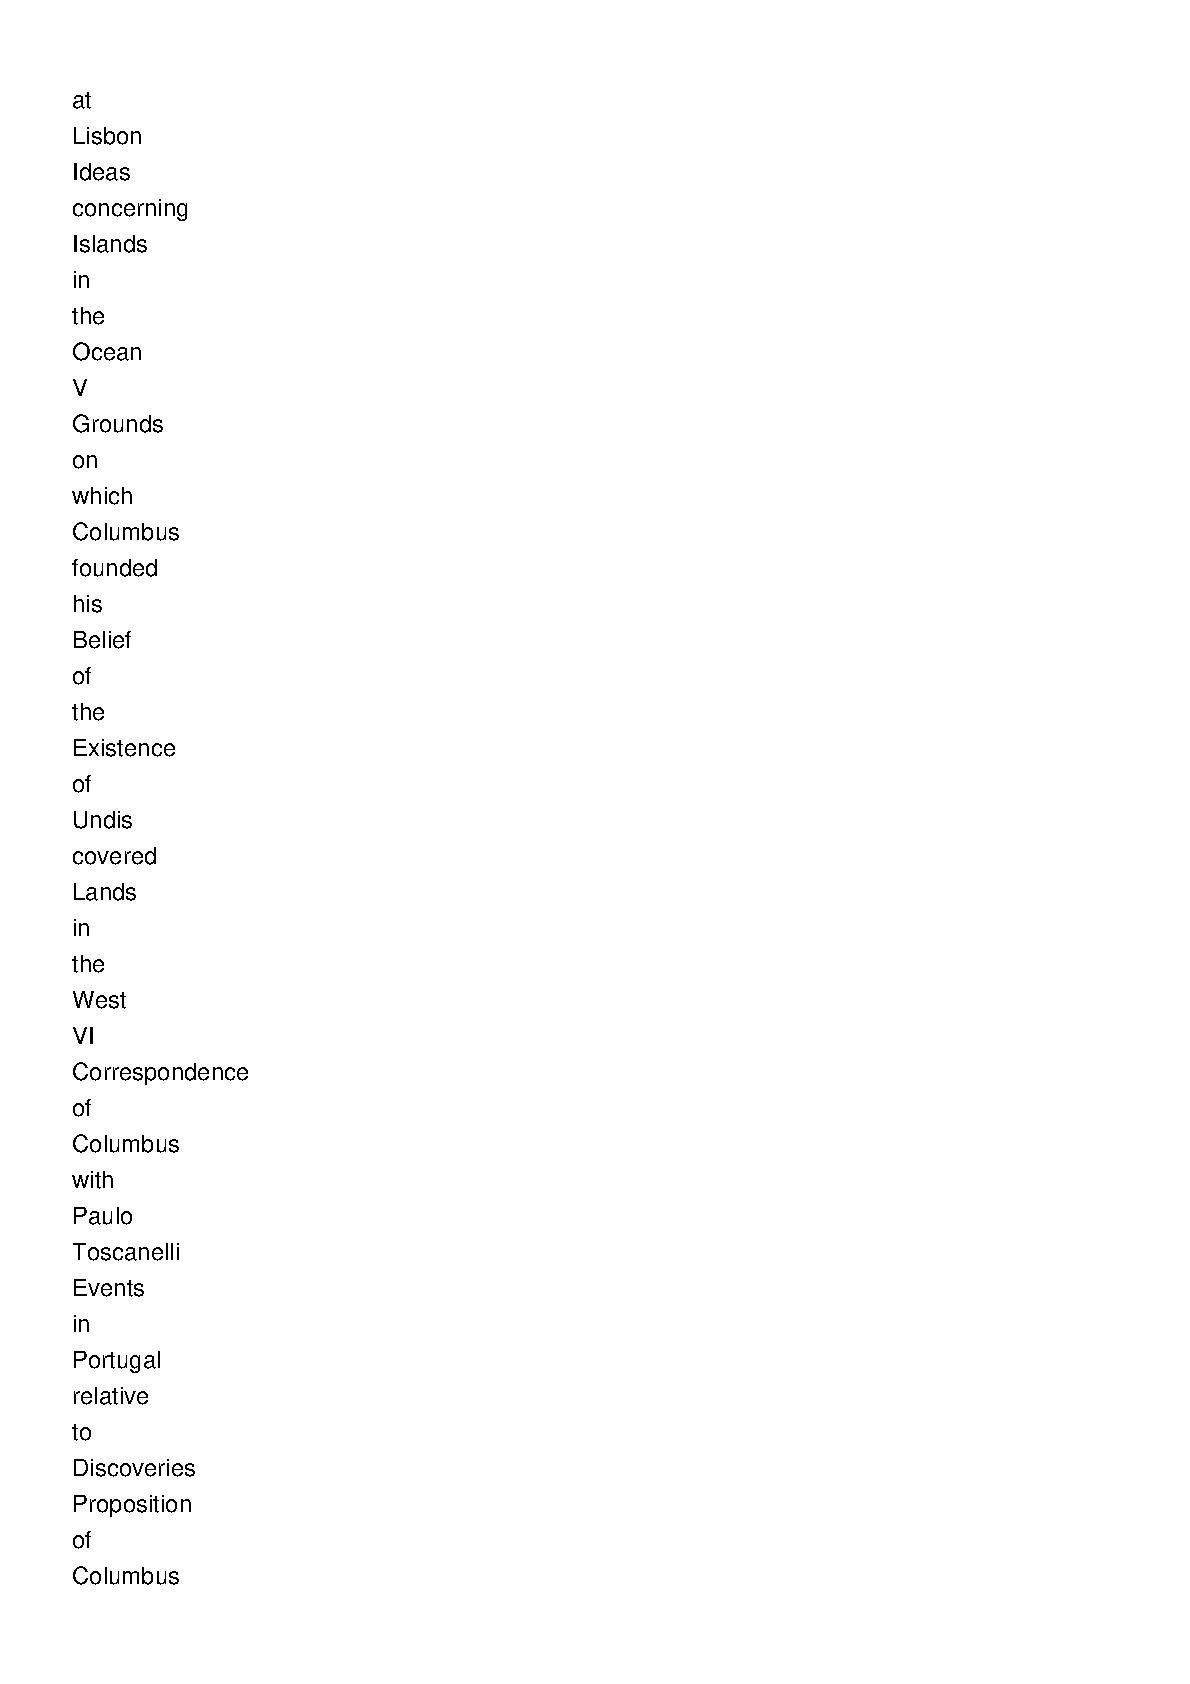 at
Lisbon
Ideas
concerning
Islands
in
the
Ocean
V
Grounds
on
which
Columbus
founded
his
Belief
of
the
Existence
of
Undis
covered
Lands
in
the
West
VI
Correspondence
of
Columbus
with
Paulo
Toscanelli
Events
in
Portugal
relative
to
Discoveries
Proposition
of
Columbus